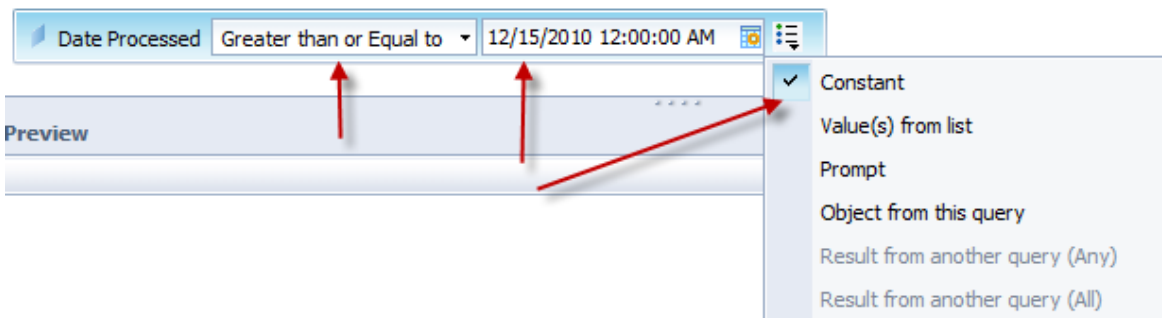 Date Processed Greater than or Equal to 12/15/2010 12:00:00 AM
Constant
Preview
Value(s) from list
Prompt
Object from this query
Result from another query (Any)
Result from another query (All)